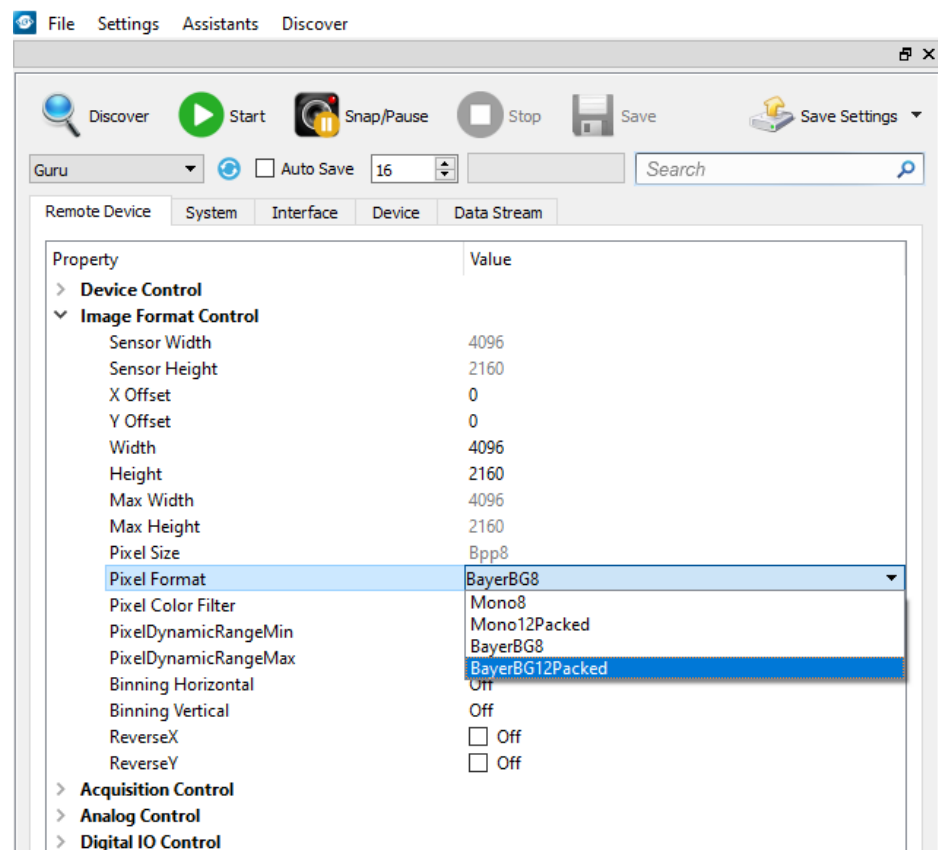 File Settings Assistants Discover
Discover Start Snap/Pause Stop Save Save Settings
Guru Auto Save 16 Search
Remote Device System Interface Device Data Stream
Property Value
Device Control
Image Format Control
Sensor Width 4096
Sensor Height 2160
X Offset 0
Y Offset 0
Width 4096
Height 2160
Max Width 4096
Max Height 2160
Pixel Size Bpp8
Pixel Format BayerBG8
Pixel Color Filter Mono8
Mono12Packed
PixelDynamicRangeMin
BayerBG8
PixelDynamicRangeMax
BayerBG12Packed
Binning Horizontal Off
Binning Vertical Off
ReverseX Off
ReverseY Off
Acquisition Control
Analog Control
Digital IO Control